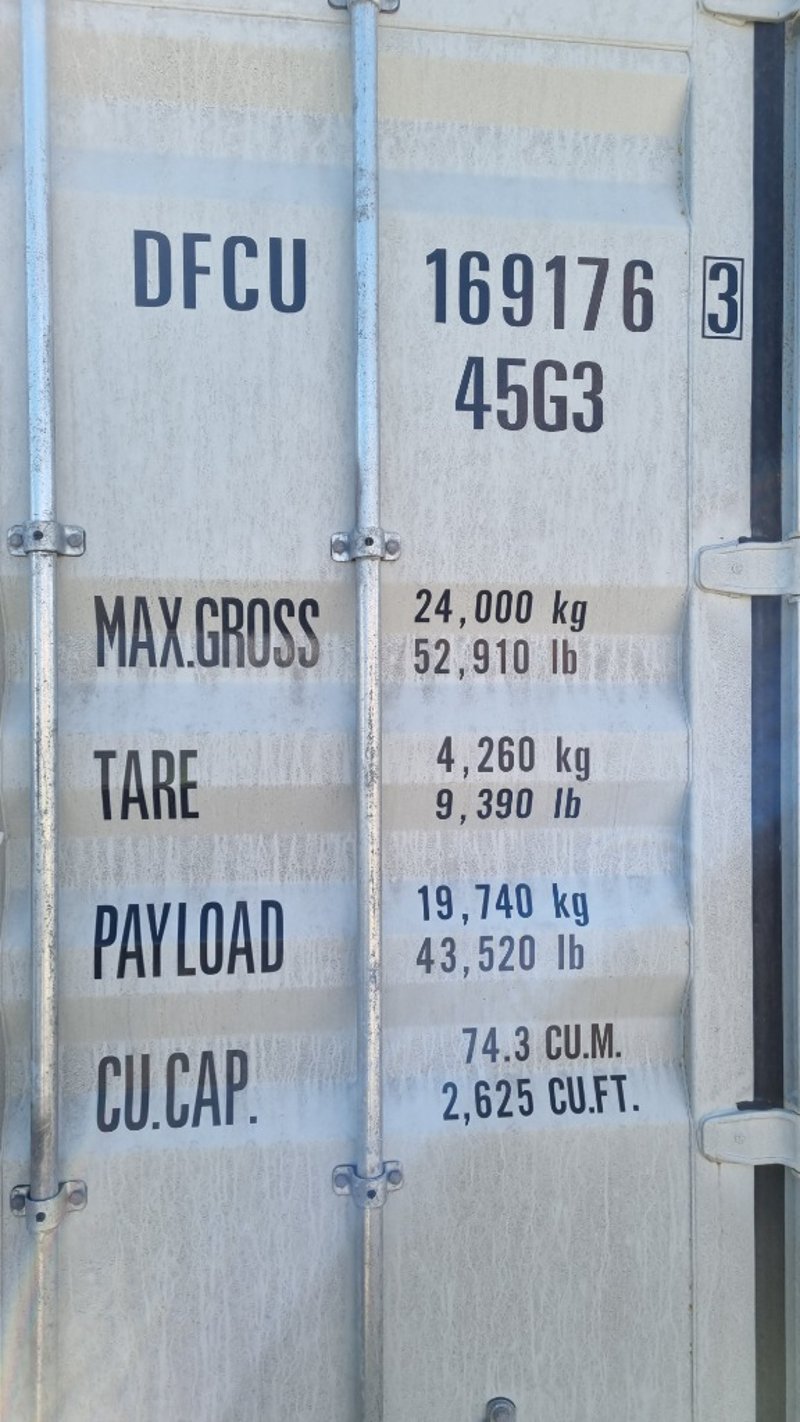 DFCU 169176 3
45G3
MAX.GROSS 24,000 kg
52,910 lb
TARE 4,260 kg
9,390 lb
PAYLOAD 19,740 kg
43,520 lb
CU.CAP. 74.3 CU.M.
2,625 CU.FT.